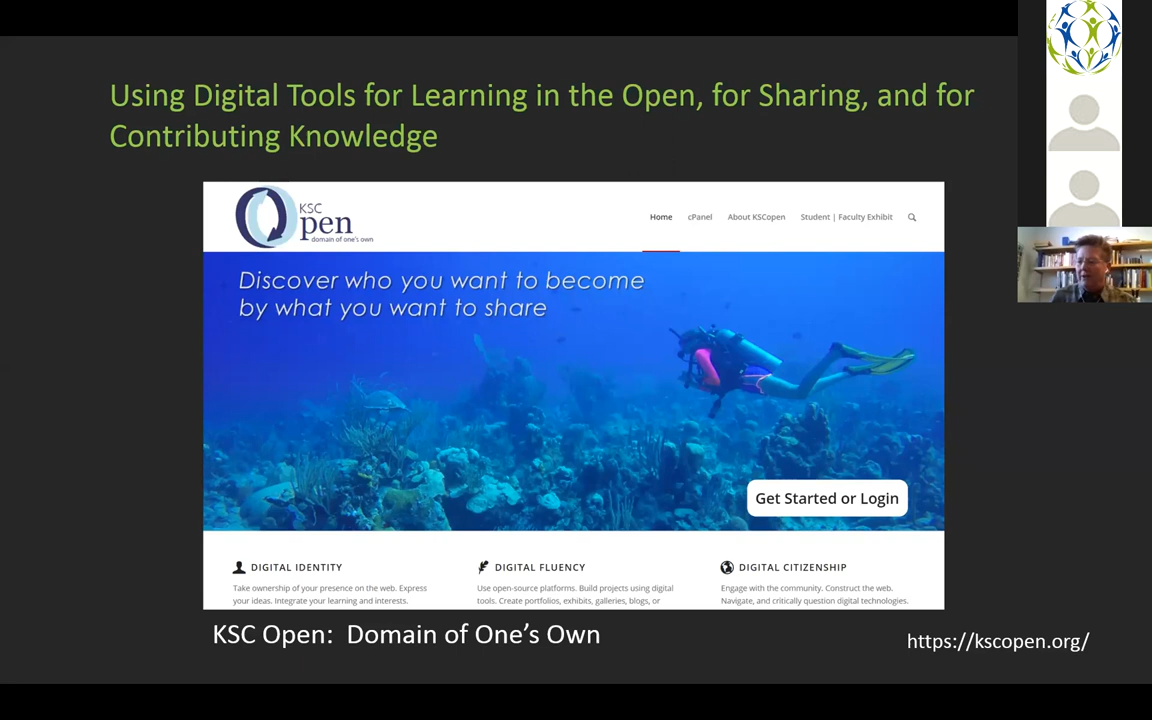 Using Digital Tools for Learning in the Open, for Sharing, and for
Contributing Knowledge
KSC
Open
domain of one's own
Home
cPanel
About KSCopen
Student | Faculty Exhibit
Discover who you want to become
by what you want to share
Get Started or Login
DIGITAL IDENTITY
Take ownership of your presence on the web. Express
your ideas. Integrate your learning and interests.
DIGITAL FLUENCY
Use open-source platforms. Build projects using digital
tools. Create portfolios, exhibits, galleries, blogs, or
DIGITAL CITIZENSHIP
Engage with the community. Construct the web.
Navigate, and critically question digital technologies.
KSC Open: Domain of One's Own
https://kscopen.org/